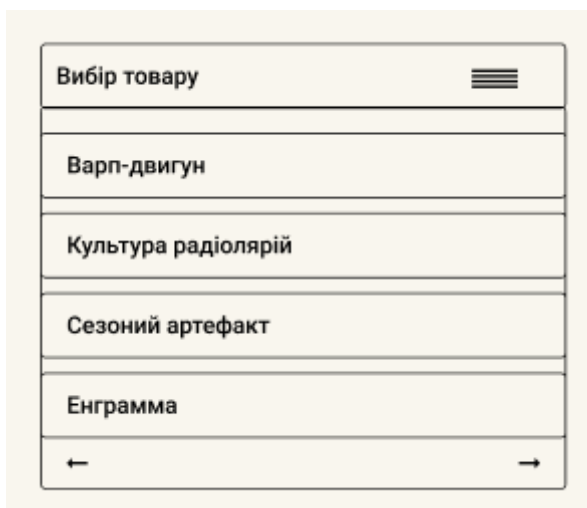 Вибір товару
Варп-двигун
Культура радіолярій
Сезоний артефакт
Енграмма
← →